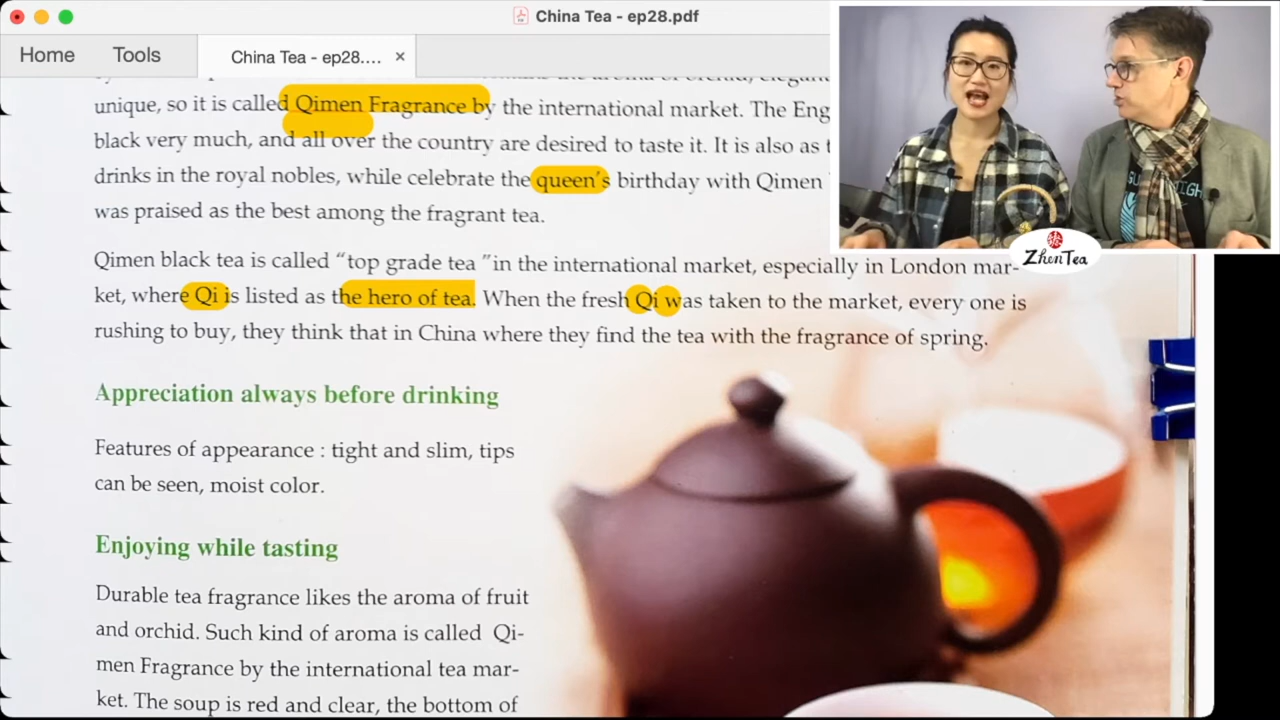 China Tea - ep28.pdf
Home Tools China Tea - ep28.... ×
unique, so it is called Qimen Fragrance by the international market. The Eng
black very much, and all over the country are desired to taste it. It is also as t
drinks in the royal nobles, while celebrate the queen's birthday with Qimen
was praised as the best among the fragrant tea.
Qimen black tea is called “top grade tea ”in the international market, especially in London mar-
ket, where Qi is listed as the hero of tea. When the fresh Qi was taken to the market, every one is
rushing to buy, they think that in China where they find the tea with the fragrance of spring.
Appreciation always before drinking
Features of appearance : tight and slim, tips
can be seen, moist color.
Enjoying while tasting
Durable tea fragrance likes the aroma of fruit
and orchid. Such kind of aroma is called Qi-
men Fragrance by the international tea mar-
ket. The soup is red and clear, the bottom of
ZhenTea